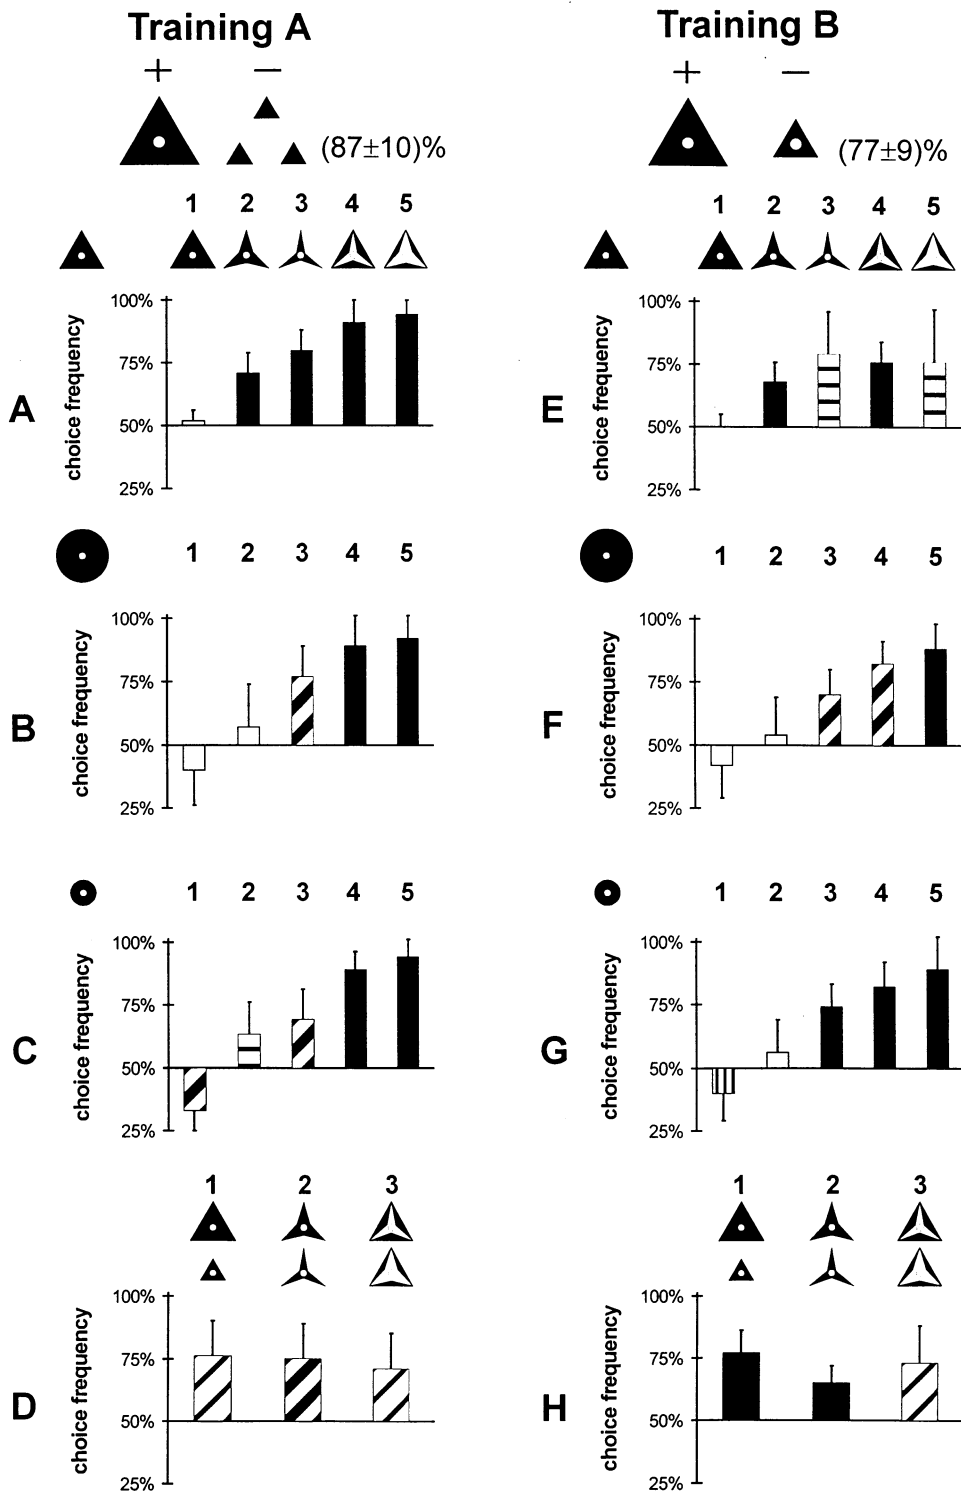 Training A
+ −
(87±10)%
1 2 3 4 5
100%
75%
50%
25%
choice frequency
A
1 2 3 4 5
100%
75%
50%
25%
choice frequency
B
1 2 3 4 5
100%
75%
50%
25%
choice frequency
C
1 2 3
100%
75%
50%
25%
choice frequency
D
Training B
+ −
(77±9)%
1 2 3 4 5
100%
75%
50%
25%
choice frequency
E
1 2 3 4 5
100%
75%
50%
25%
choice frequency
F
1 2 3 4 5
100%
75%
50%
25%
choice frequency
G
1 2 3
100%
75%
50%
25%
choice frequency
H